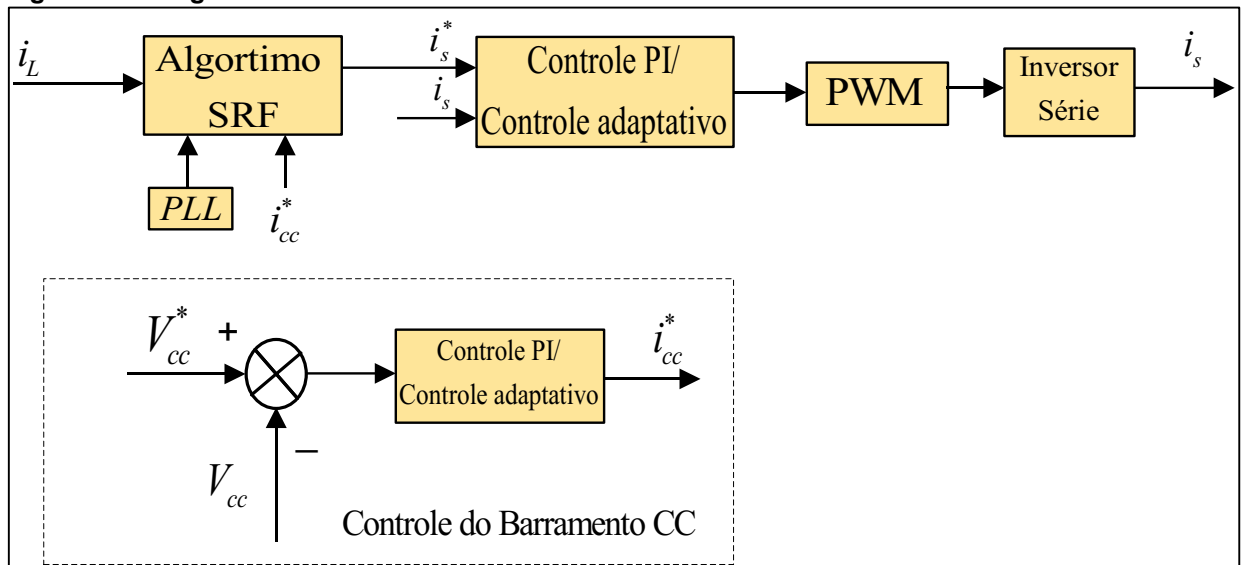 i_L
Algortimo
SRF
i_s^*
i_s
Controle PI/
Controle adaptativo
PWM
Inversor
Série
i_s
PLL
i_cc^*
V_cc^*
+
Controle PI/
Controle adaptativo
i_cc^*
−
V_cc
Controle do Barramento CC